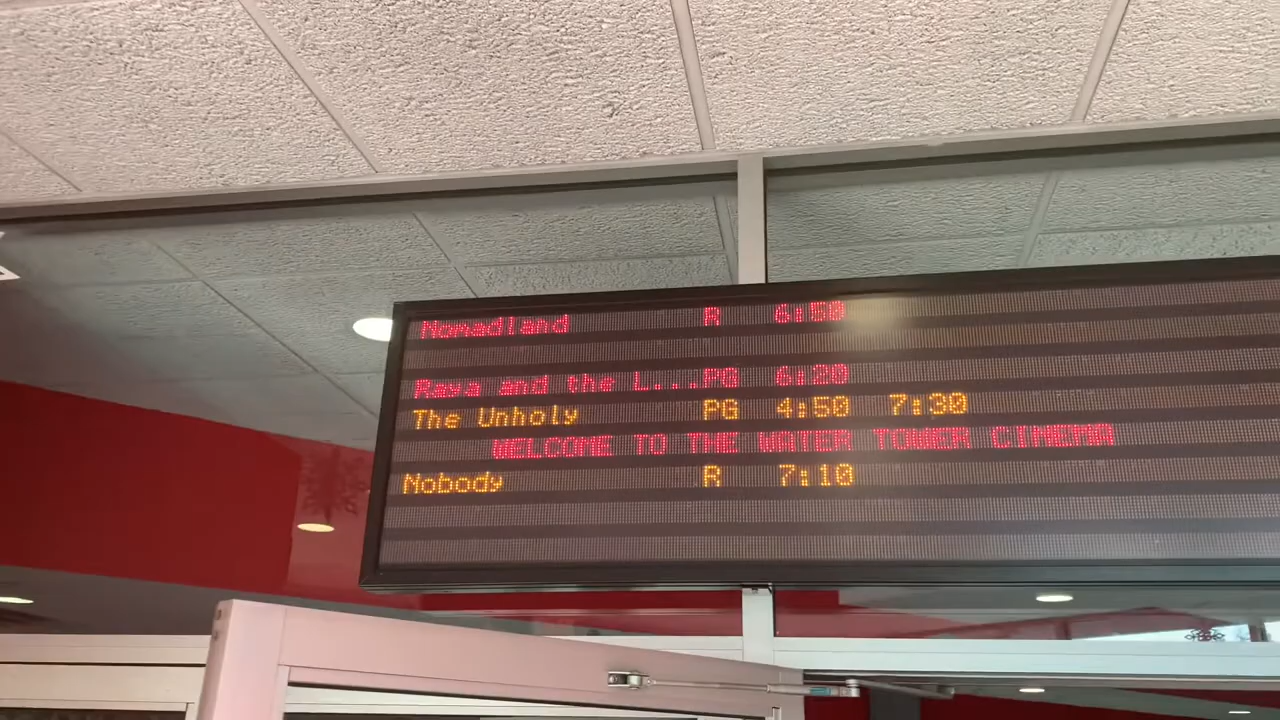 Nomadland R 6:50
Raya and the L...PG 6:20
The Unholy PG 4:50 7:30
WELCOME TO THE WATER TOWER CINEMA
Nobody R 7:10